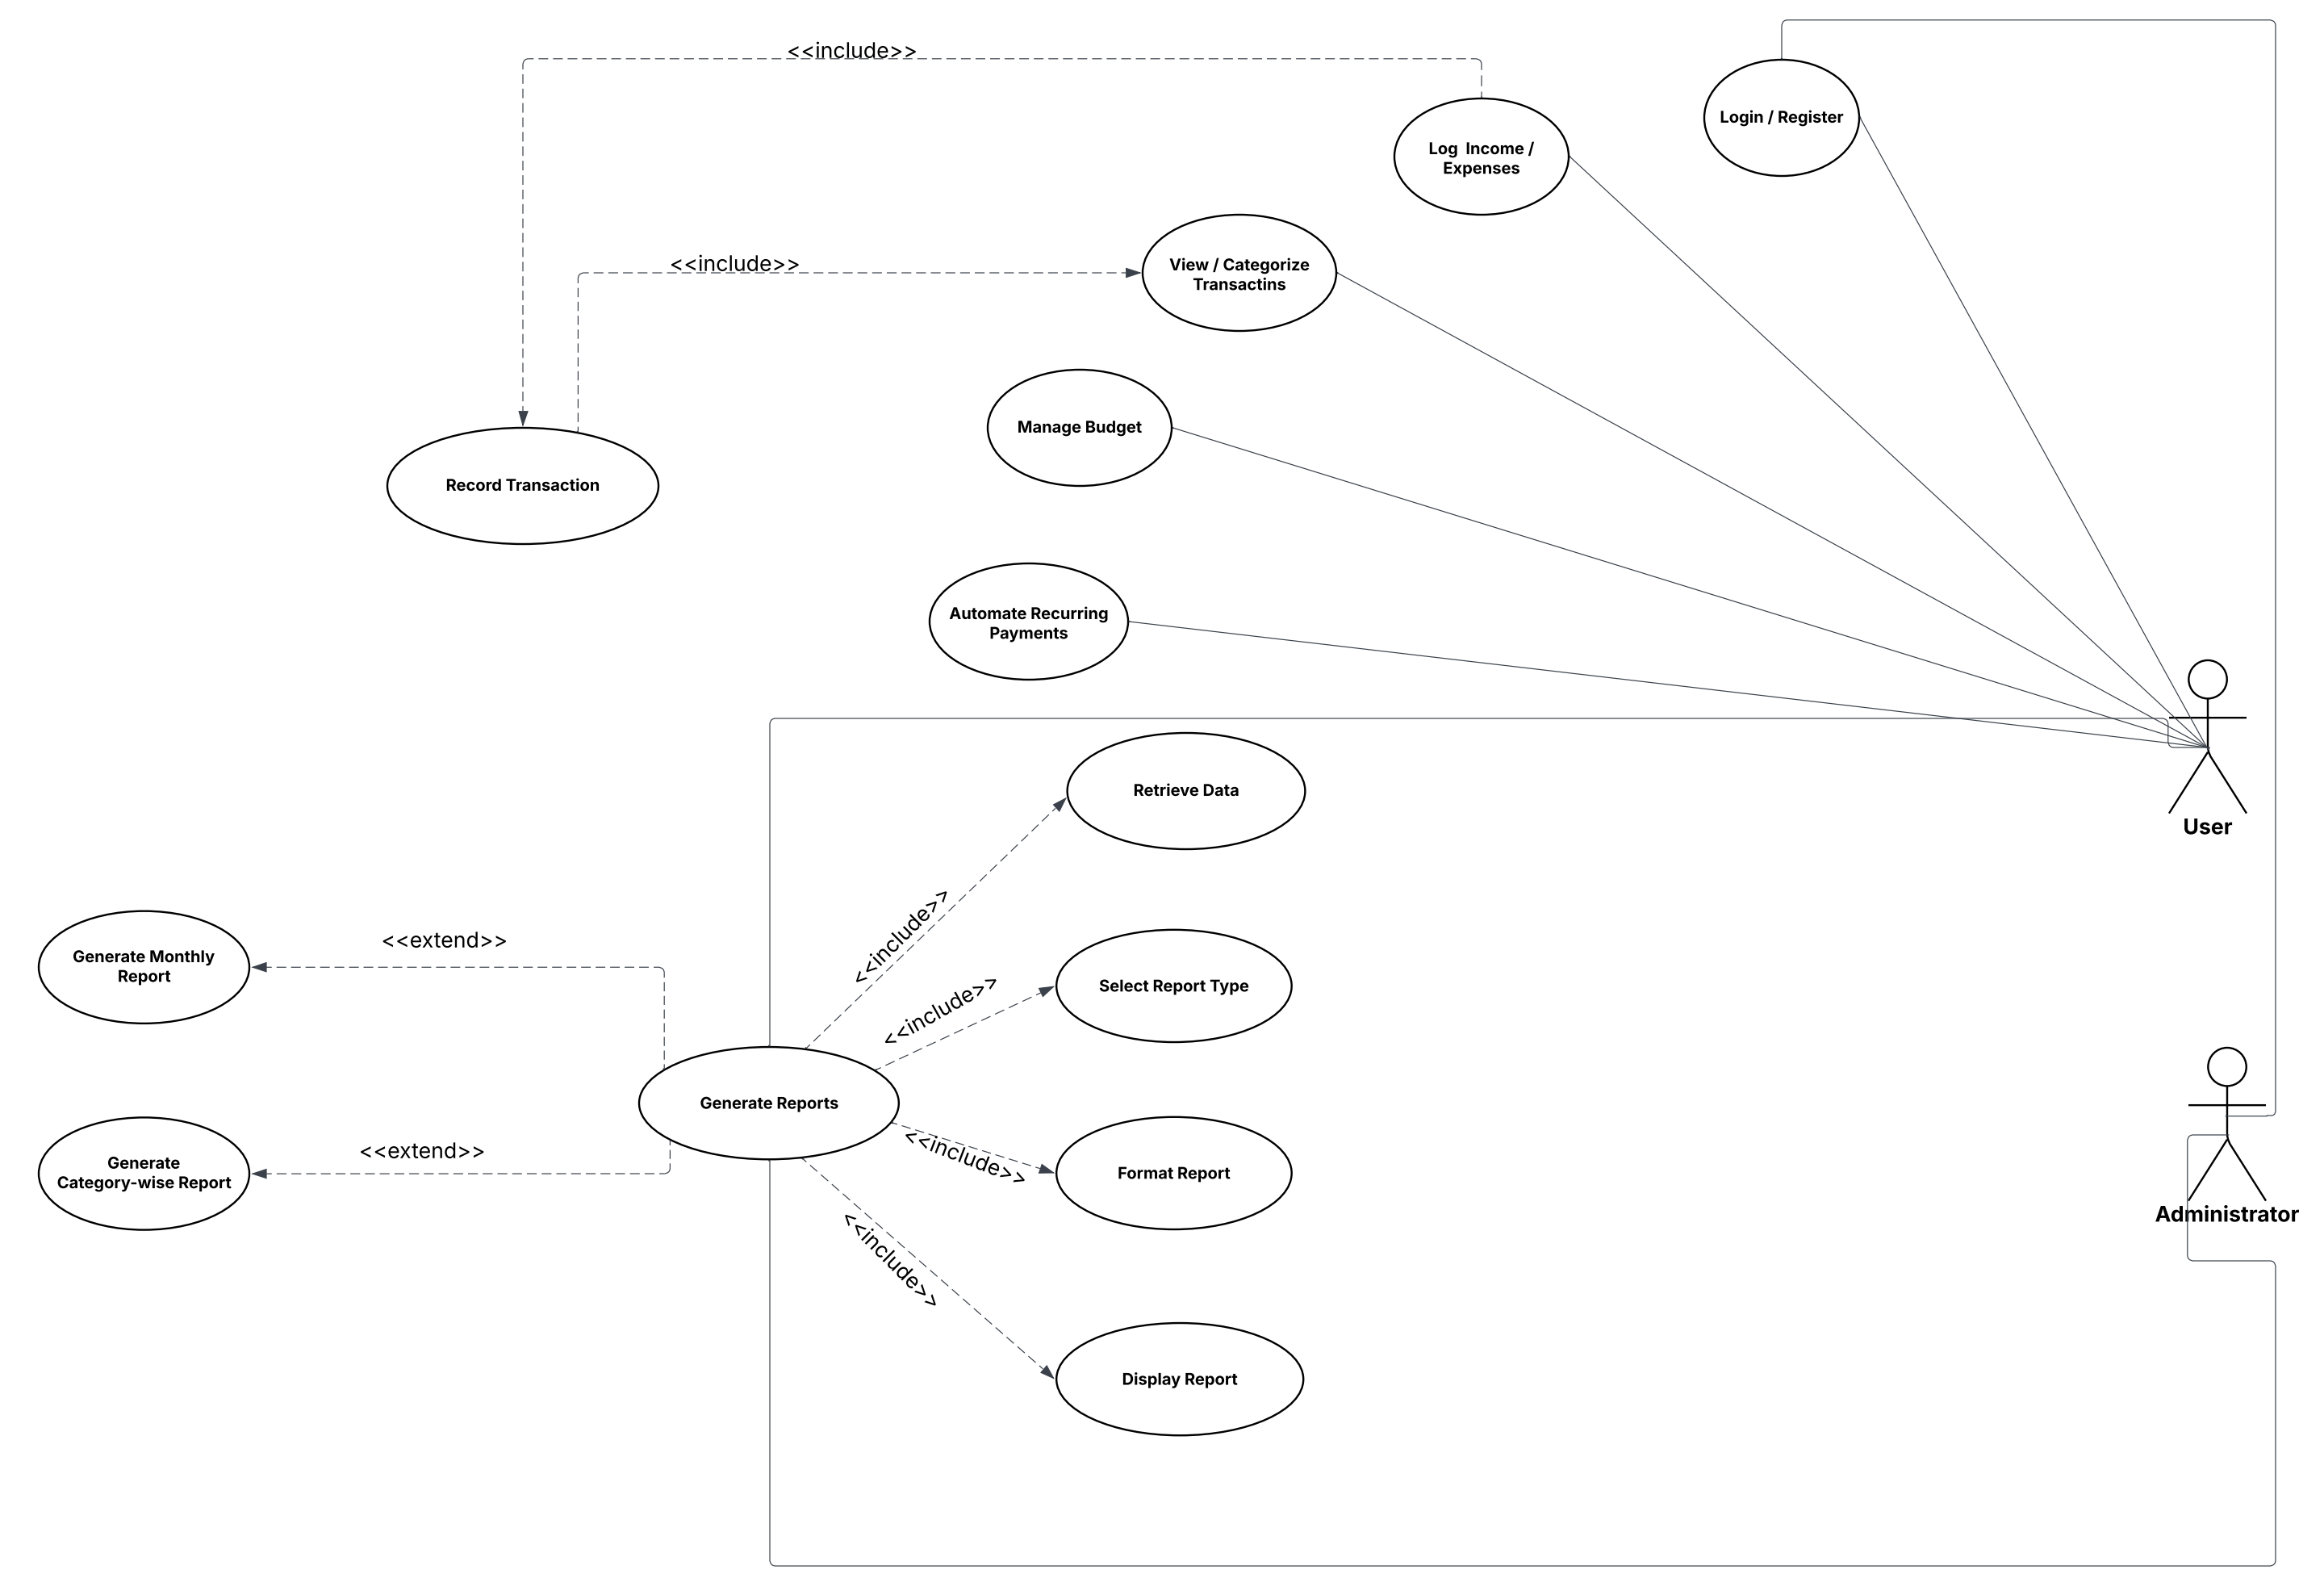 <<include>>
Login / Register
Log  Income /
Expenses
<<include>>
View / Categorize
Transactins
Manage Budget
Record Transaction
Automate Recurring
Payments
Retrieve Data
User
<<include>>
<<extend>>
Generate Monthly
Report
<<include>>
Select Report Type
Generate Reports
<<extend>>
Generate
Category-wise Report
<<include>>
Format Report
Administrator
<<include>>
Display Report